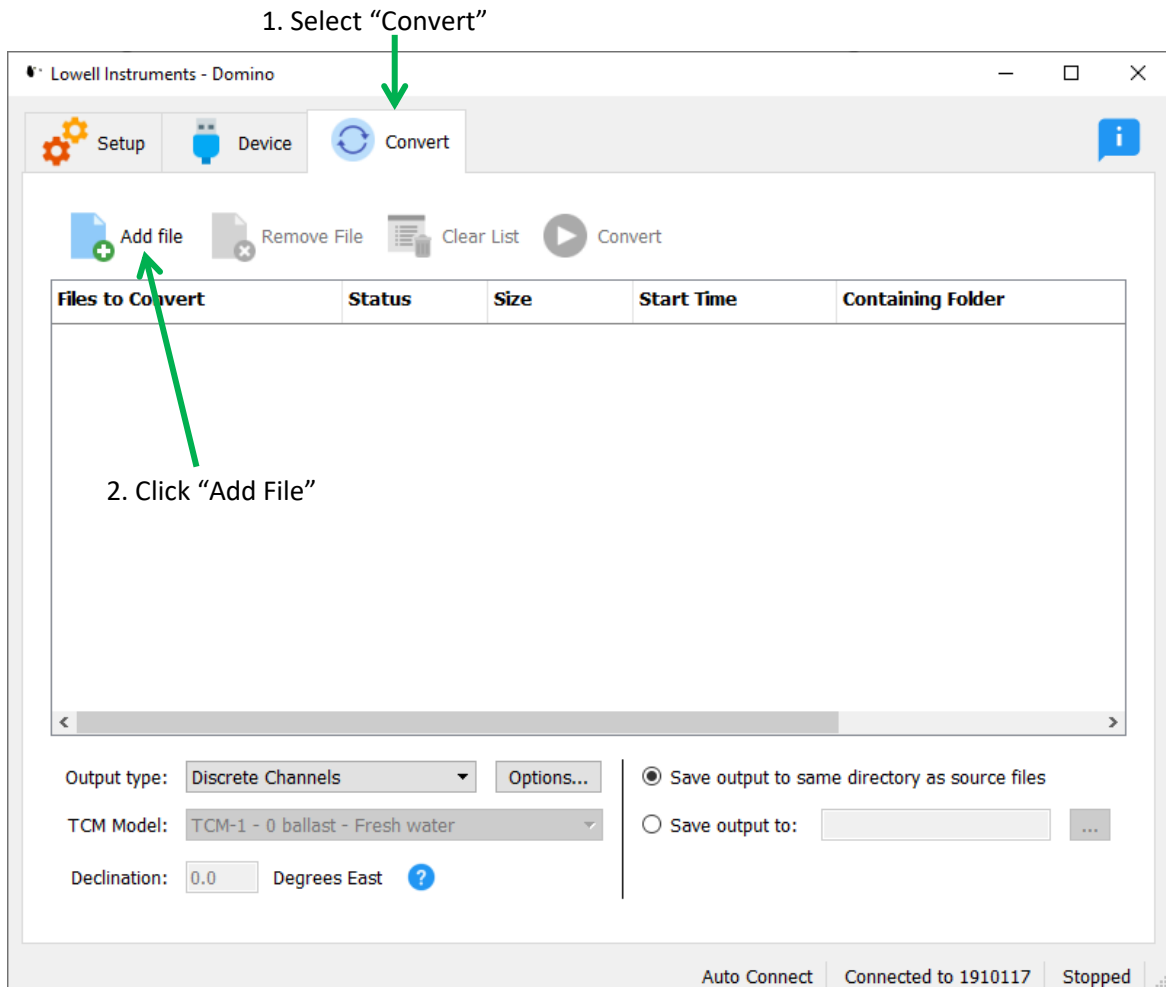 1. Select “Convert”
Lowell Instruments - Domino
Setup
Device
Convert
i
Add file
Remove File
Clear List
Convert
Files to Convert
Status
Size
Start Time
Containing Folder
2. Click “Add File”
Output type:
Discrete Channels
Options...
Save output to same directory as source files
TCM Model:
TCM-1 - 0 ballast - Fresh water
Save output to:
...
Declination:
0.0
Degrees East
?
Auto Connect
Connected to 1910117
Stopped